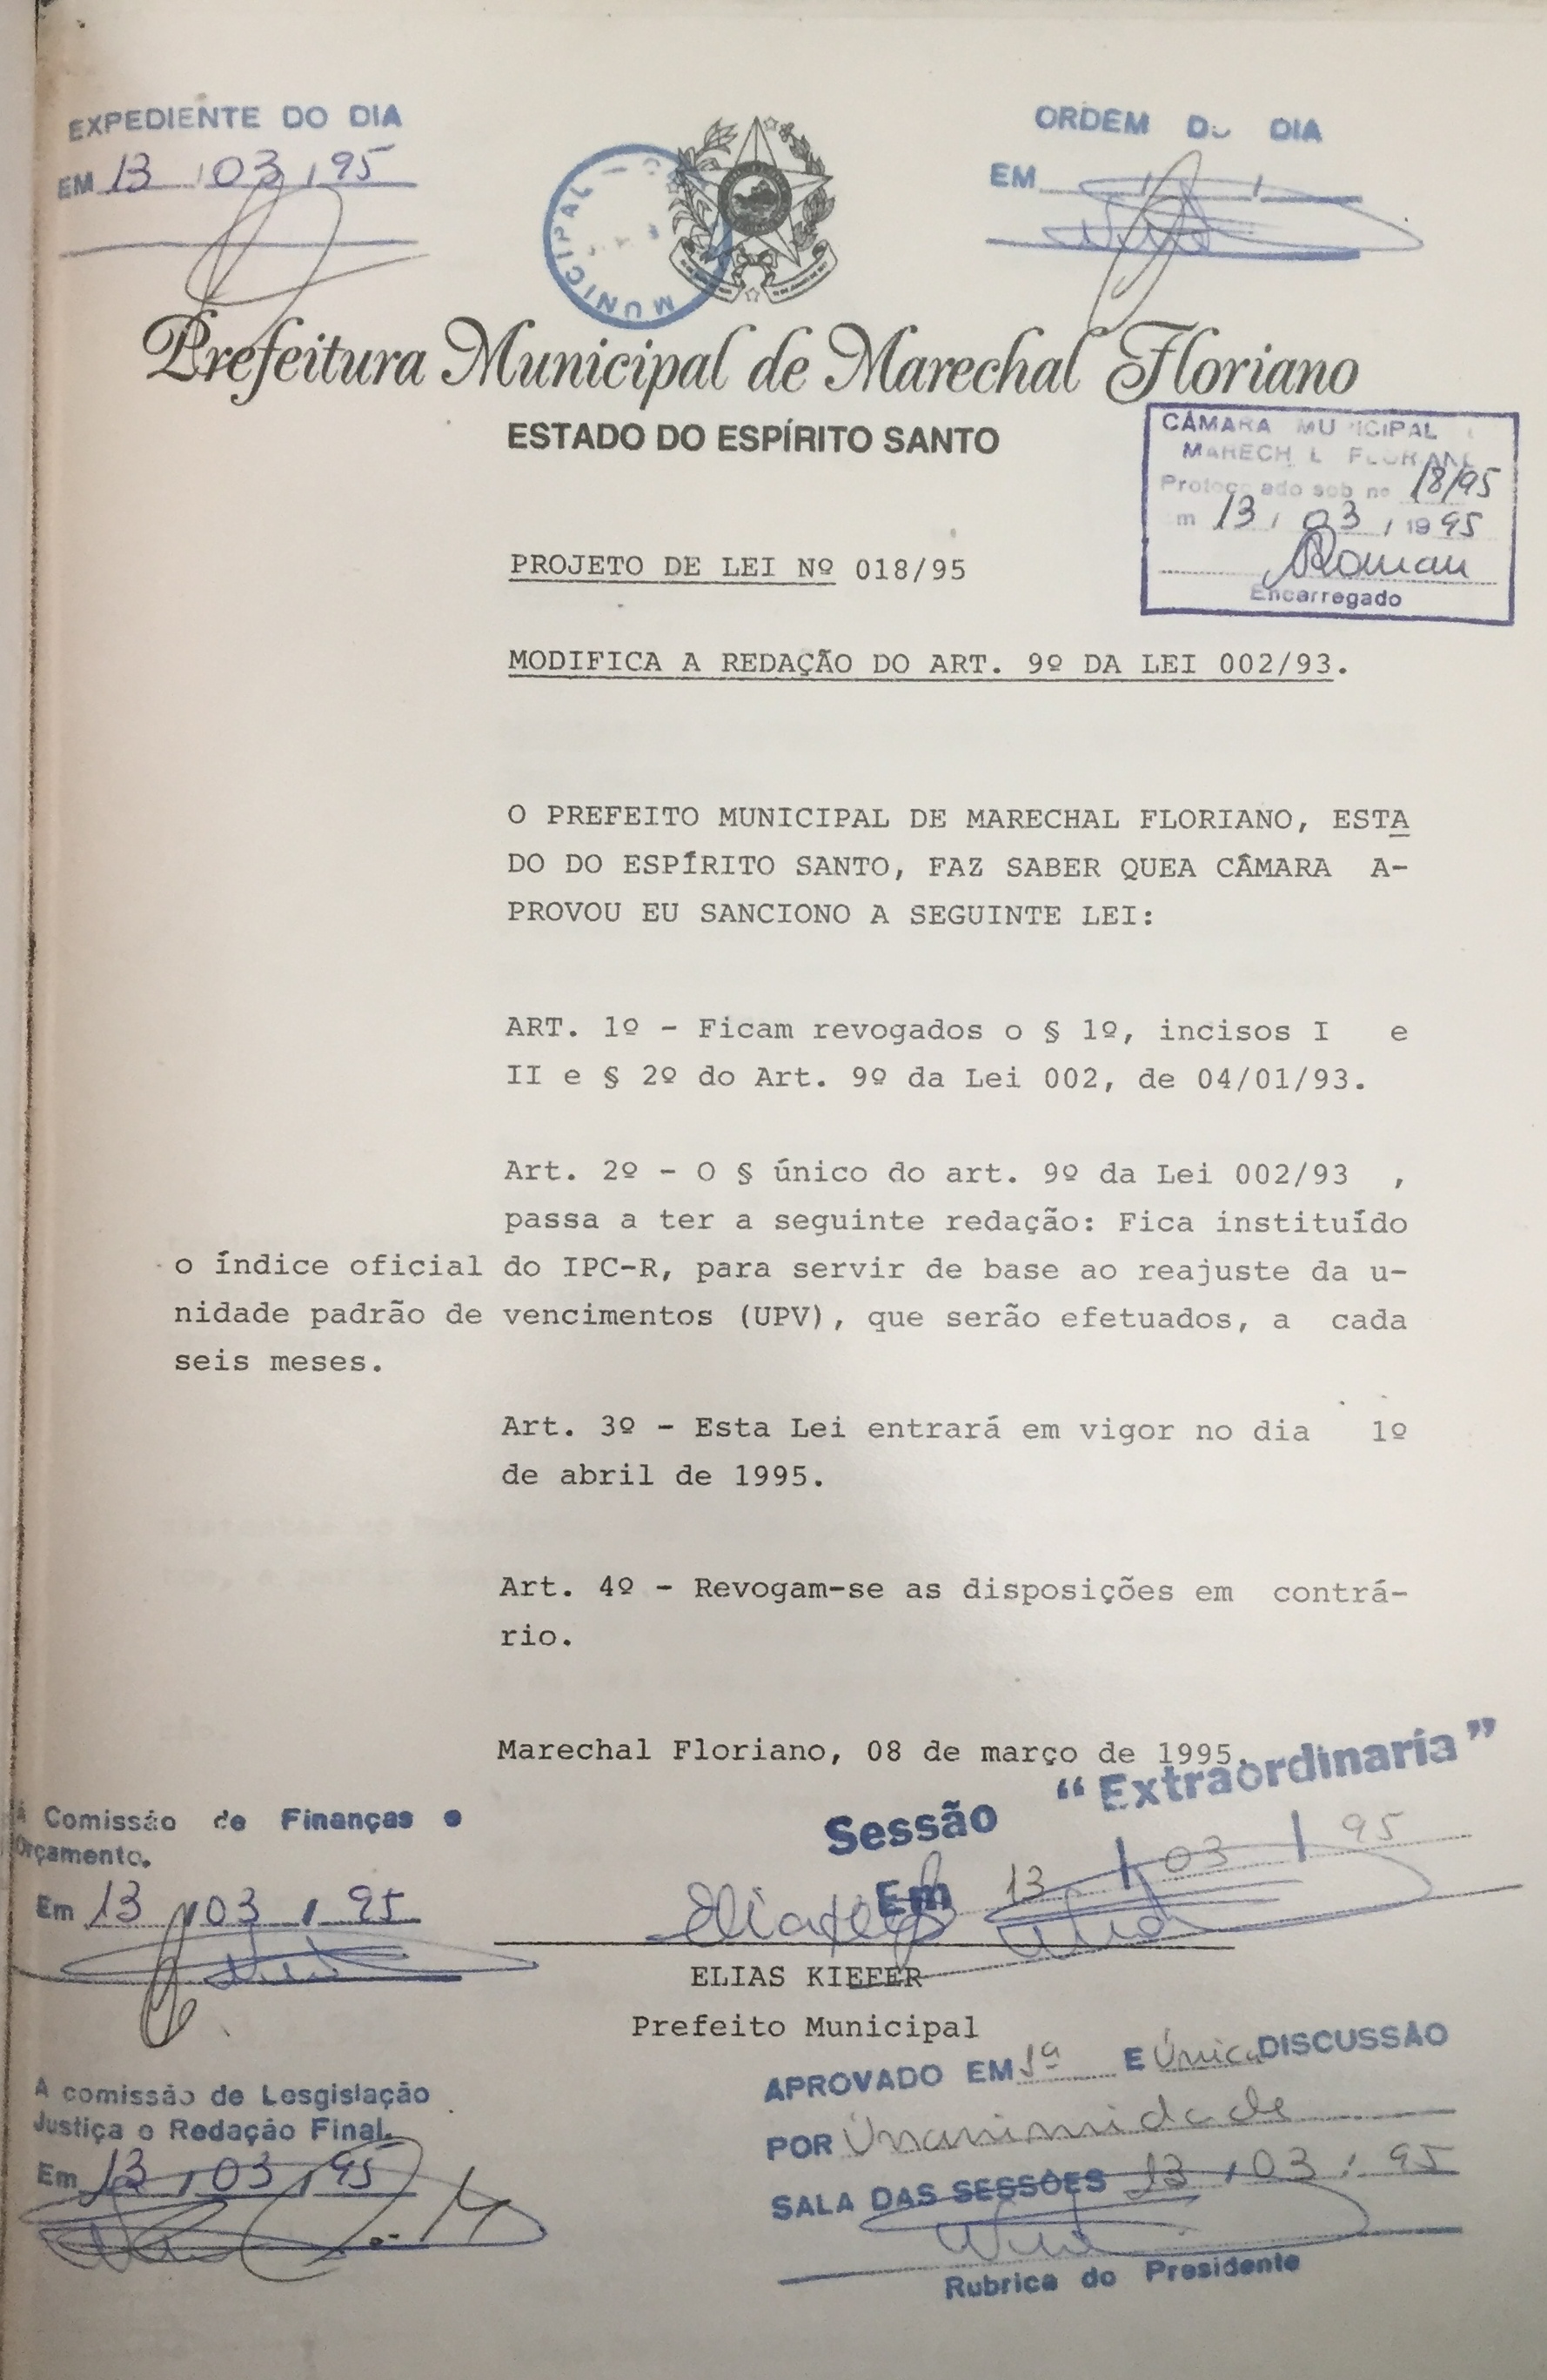 EXPEDIENTE DO DIA
EM 13 / 03 / 95
ORDEM DO DIA
EM
MUNICIPAL
Prefeitura Municipal de Marechal Floriano
ESTADO DO ESPÍRITO SANTO
CÂMARA MUNICIPAL
MARECHAL FLORIANO
Protocolado sob nº 18/95
Em 13 / 03 / 1995
Encarregado
PROJETO DE LEI Nº 018/95
MODIFICA A REDAÇÃO DO ART. 9º DA LEI 002/93.
O PREFEITO MUNICIPAL DE MARECHAL FLORIANO, ESTA
DO DO ESPÍRITO SANTO, FAZ SABER QUEA CÂMARA A-
PROVOU EU SANCIONO A SEGUINTE LEI:
ART. 1º - Ficam revogados o § 1º, incisos I e
II e § 2º do Art. 9º da Lei 002, de 04/01/93.
Art. 2º - O § único do art. 9º da Lei 002/93 ,
passa a ter a seguinte redação: Fica instituído
o índice oficial do IPC-R, para servir de base ao reajuste da u-
nidade padrão de vencimentos (UPV), que serão efetuados, a cada
seis meses.
Art. 3º - Esta Lei entrará em vigor no dia 1º
de abril de 1995.
Art. 4º - Revogam-se as disposições em contrá-
rio.
Marechal Floriano, 08 de março de 1995.
Sessão "Extraordinaria"
Em 13 / 03 / 95
À Comissão de Finanças e
Orçamento.
Em 13 / 03 / 95
ELIAS KIEFER
Prefeito Municipal
A comissão de Lesgislação
Justiça e Redação Final.
Em 13 / 03 / 95
APROVADO EM 1ª E Única DISCUSSÃO
POR Unanimidade
SALA DAS SESSÕES 13 / 03 / 95
Rubrica do Presidente